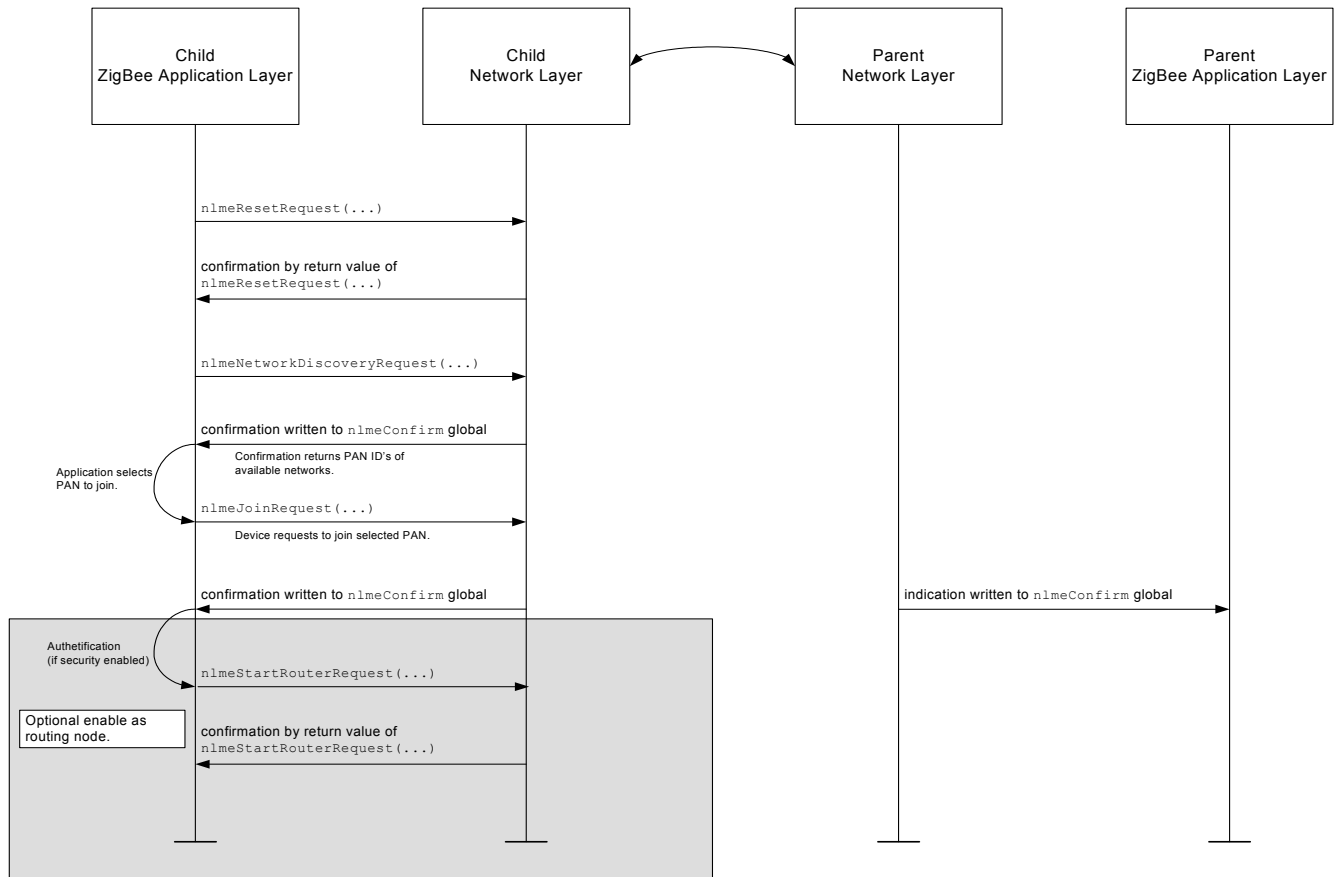 Child
ZigBee Application Layer
Child
Network Layer
Parent
Network Layer
Parent
ZigBee Application Layer
nlmeResetRequest(...)
confirmation by return value of
nlmeResetRequest(...)
nlmeNetworkDiscoveryRequest(...)
confirmation written to nlmeConfirm global
Confirmation returns PAN ID's of
available networks.
Application selects
PAN to join.
nlmeJoinRequest(...)
Device requests to join selected PAN.
confirmation written to nlmeConfirm global
indication written to nlmeConfirm global
Authetification
(if security enabled)
nlmeStartRouterRequest(...)
Optional enable as
routing node.
confirmation by return value of
nlmeStartRouterRequest(...)